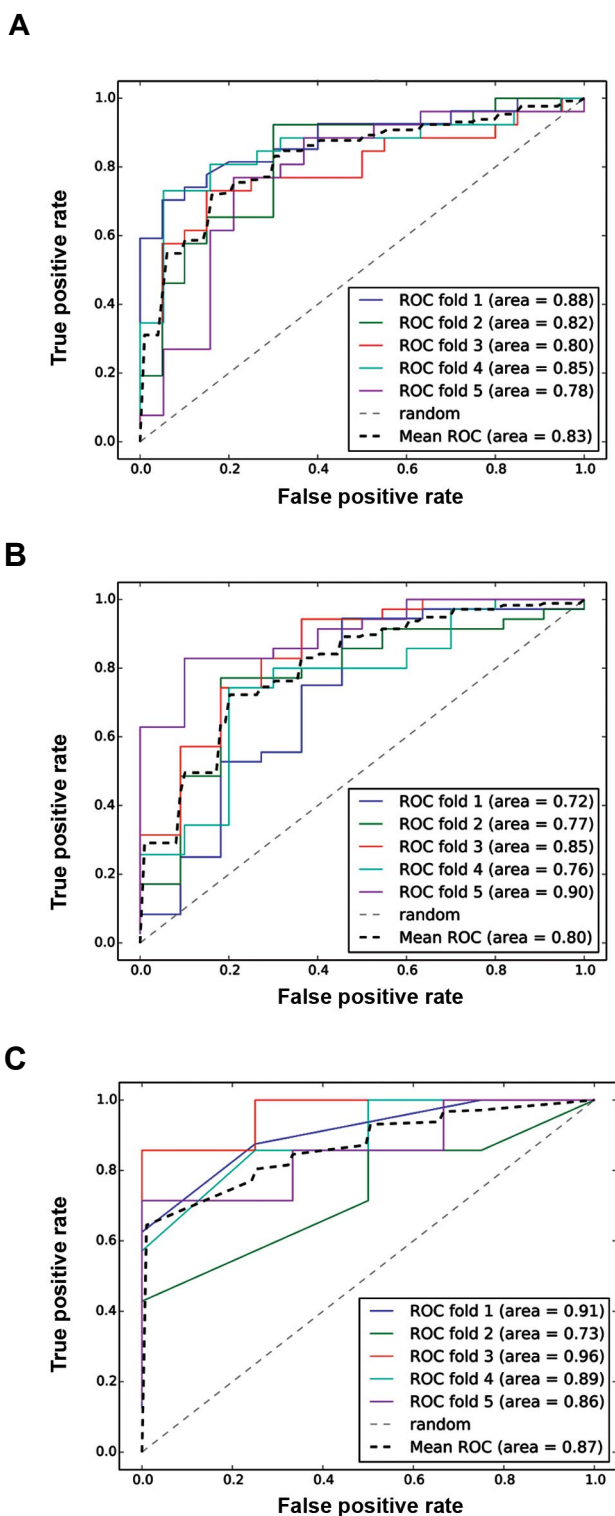 A
1.0
0.8
0.6
0.4
0.2
0.0
True positive rate
ROC fold 1 (area = 0.88)
ROC fold 2 (area = 0.82)
ROC fold 3 (area = 0.80)
ROC fold 4 (area = 0.85)
ROC fold 5 (area = 0.78)
random
Mean ROC (area = 0.83)
0.0 0.2 0.4 0.6 0.8 1.0
False positive rate
B
1.0
0.8
0.6
0.4
0.2
0.0
True positive rate
ROC fold 1 (area = 0.72)
ROC fold 2 (area = 0.77)
ROC fold 3 (area = 0.85)
ROC fold 4 (area = 0.76)
ROC fold 5 (area = 0.90)
random
Mean ROC (area = 0.80)
0.0 0.2 0.4 0.6 0.8 1.0
False positive rate
C
1.0
0.8
0.6
0.4
0.2
0.0
True positive rate
ROC fold 1 (area = 0.91)
ROC fold 2 (area = 0.73)
ROC fold 3 (area = 0.96)
ROC fold 4 (area = 0.89)
ROC fold 5 (area = 0.86)
random
Mean ROC (area = 0.87)
0.0 0.2 0.4 0.6 0.8 1.0
False positive rate